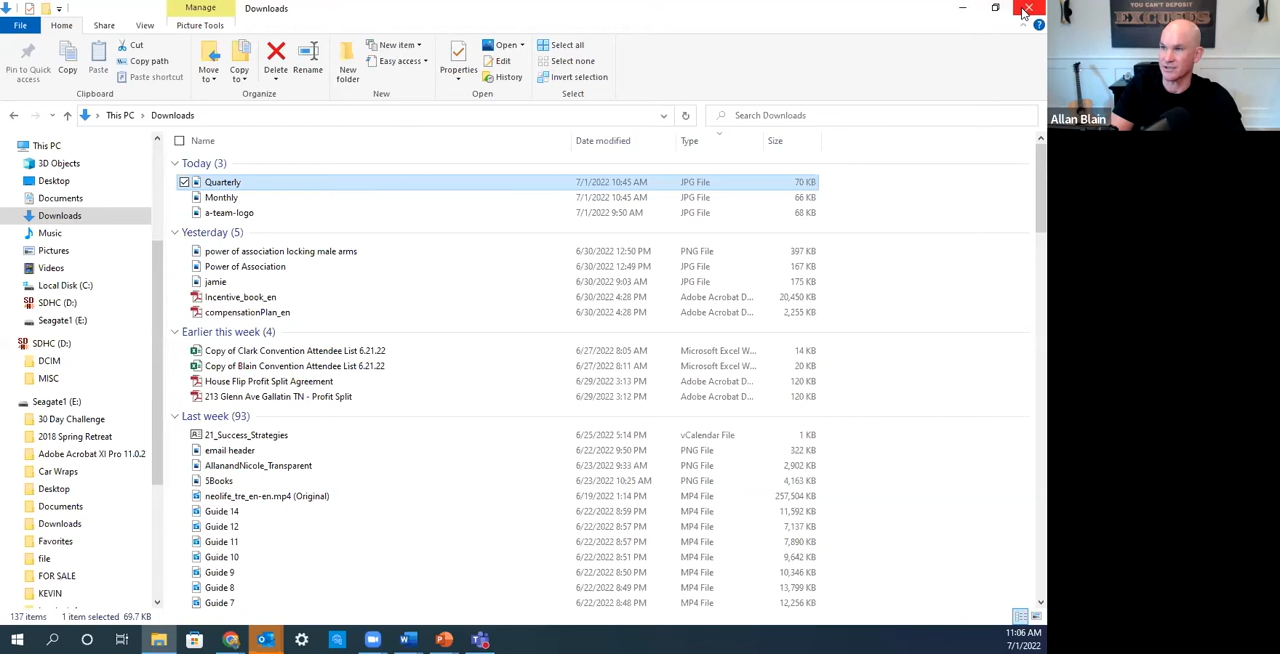 Manage
Downloads
File
Home
Share
View
Picture Tools
YOU CAN'T DEPOSIT
EXCUSES
Pin to Quick access
Copy
Paste
Cut
Copy path
Paste shortcut
Clipboard
Move to
Copy to
Delete
Rename
Organize
New folder
New item
Easy access
New
Properties
Open
Edit
History
Open
Select all
Select none
Invert selection
Select
This PC > Downloads
Search Downloads
Allan Blain
This PC
3D Objects
Desktop
Documents
Downloads
Music
Pictures
Videos
Local Disk (C:)
SDHC (D:)
Seagate1 (E:)
SDHC (D:)
DCIM
MISC
Seagate1 (E:)
30 Day Challenge
2018 Spring Retreat
Adobe Acrobat XI Pro 11.0.2
Car Wraps
Desktop
Documents
Downloads
Favorites
file
FOR SALE
KEVIN
Name Date modified Type Size
Today (3)
Quarterly 7/1/2022 10:45 AM JPG File 70 KB
Monthly 7/1/2022 10:45 AM JPG File 66 KB
a-team-logo 7/1/2022 9:50 AM JPG File 68 KB
Yesterday (5)
power of association locking male arms 6/30/2022 12:50 PM PNG File 397 KB
Power of Association 6/30/2022 12:49 PM JPG File 167 KB
jamie 6/30/2022 9:03 AM JPG File 175 KB
Incentive_book_en 6/30/2022 4:28 PM Adobe Acrobat D... 20,450 KB
compensationPlan_en 6/30/2022 4:28 PM Adobe Acrobat D... 2,255 KB
Earlier this week (4)
Copy of Clark Convention Attendee List 6.21.22 6/27/2022 8:05 AM Microsoft Excel W... 14 KB
Copy of Blain Convention Attendee List 6.21.22 6/27/2022 8:11 AM Microsoft Excel W... 20 KB
House Flip Profit Split Agreement 6/29/2022 3:13 PM Adobe Acrobat D... 120 KB
213 Glenn Ave Gallatin TN - Profit Split 6/29/2022 3:12 PM Adobe Acrobat D... 120 KB
Last week (93)
21_Success_Strategies 6/25/2022 5:14 PM vCalendar File 1 KB
email header 6/22/2022 9:50 PM PNG File 322 KB
AllanandNicole_Transparent 6/23/2022 9:33 AM PNG File 2,902 KB
5Books 6/23/2022 10:25 AM PNG File 4,163 KB
neolife_tre_en-en.mp4 (Original) 6/19/2022 1:14 PM MP4 File 257,504 KB
Guide 14 6/22/2022 8:59 PM MP4 File 11,592 KB
Guide 12 6/22/2022 8:57 PM MP4 File 7,137 KB
Guide 11 6/22/2022 8:57 PM MP4 File 7,890 KB
Guide 10 6/22/2022 8:51 PM MP4 File 9,642 KB
Guide 9 6/22/2022 8:50 PM MP4 File 10,346 KB
Guide 8 6/22/2022 8:49 PM MP4 File 13,799 KB
Guide 7 6/22/2022 8:48 PM MP4 File 12,256 KB
137 items 1 item selected 69.7 KB
11:06 AM
7/1/2022